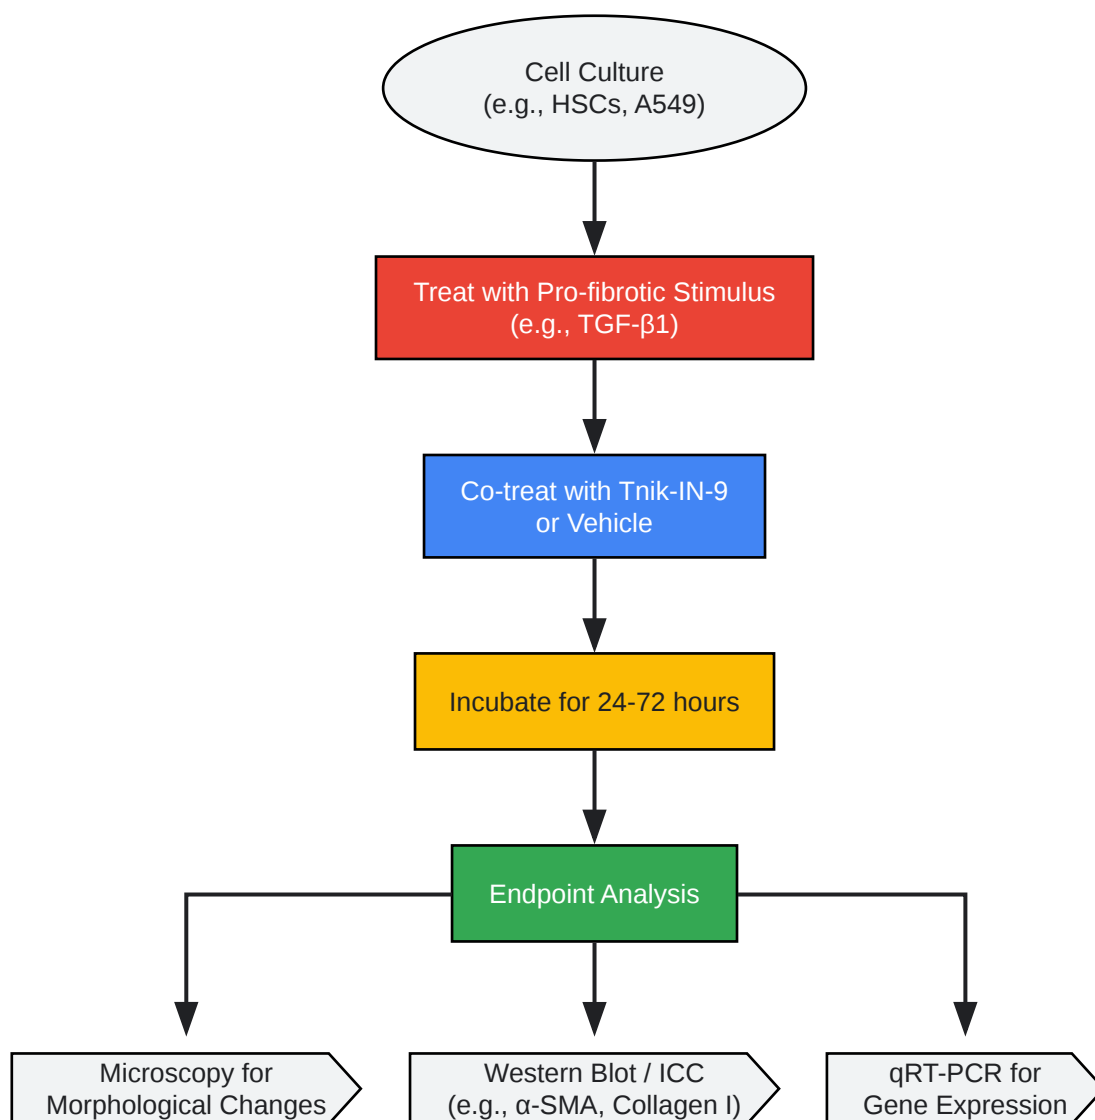 Cell Culture
(e.g., HSCs, A549)
Treat with Pro-fibrotic Stimulus
(e.g., TGF-β1)
Co-treat with Tnik-IN-9
or Vehicle
Incubate for 24-72 hours
Endpoint Analysis
Microscopy for
Morphological Changes
Western Blot / ICC
(e.g., α-SMA, Collagen I)
qRT-PCR for
Gene Expression